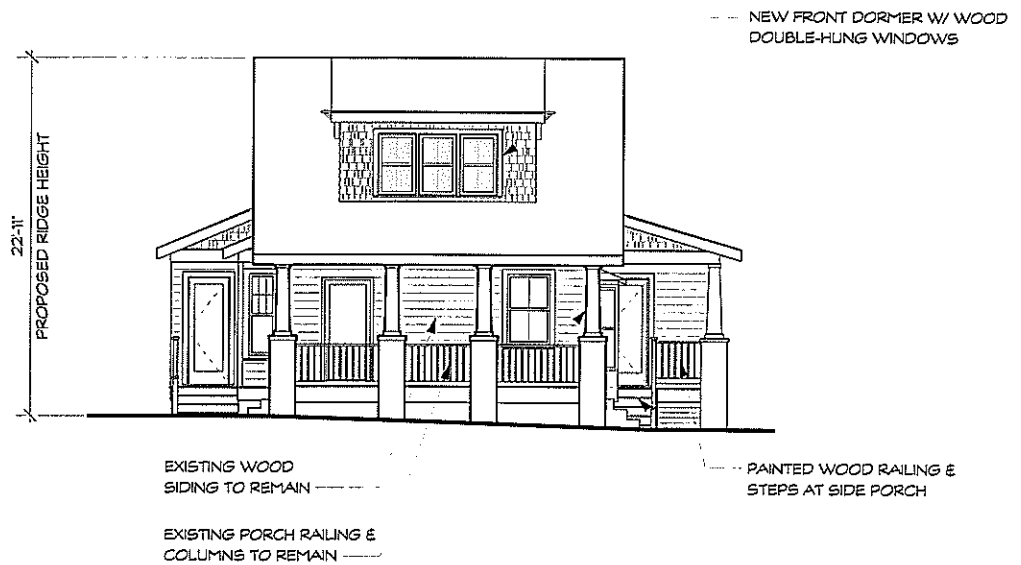 NEW FRONT DORMER W/ WOOD
DOUBLE-HUNG WINDOWS
22'-11"
PROPOSED RIDGE HEIGHT
EXISTING WOOD
SIDING TO REMAIN
EXISTING PORCH RAILING &
COLUMNS TO REMAIN
PAINTED WOOD RAILING &
STEPS AT SIDE PORCH